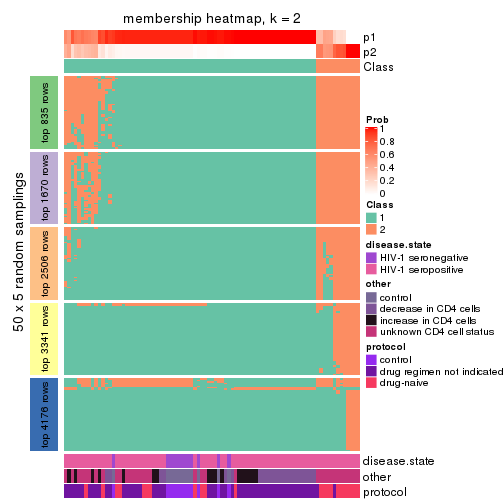 membership heatmap, k = 2
p1
p2
Class
50 x 5 random samplings
top 835 rows
top 1670 rows
top 2506 rows
top 3341 rows
top 4176 rows
Prob
1
0.8
0.6
0.4
0.2
0
Class
1
2
disease.state
HIV-1 seronegative
HIV-1 seropositive
other
control
decrease in CD4 cells
increase in CD4 cells
unknown CD4 cell status
protocol
control
drug regimen not indicated
drug-naive
disease.state
other
protocol